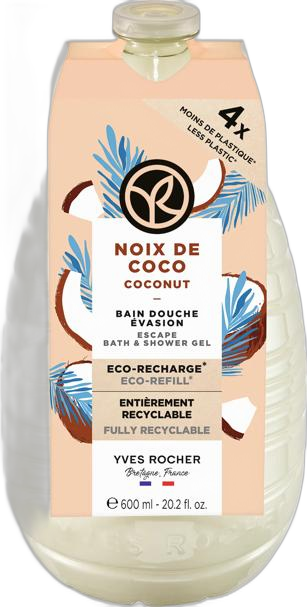 4x
MOINS DE PLASTIQUE*
LESS PLASTIC*
NOIX DE
COCO
COCONUT
BAIN DOUCHE
ÉVASION
ESCAPE
BATH & SHOWER GEL
ECO-RECHARGE*
ECO-REFILL*
ENTIÈREMENT
RECYCLABLE
FULLY RECYCLABLE
YVES ROCHER
Bretagne, France
℮ 600 ml - 20.2 fl. oz.